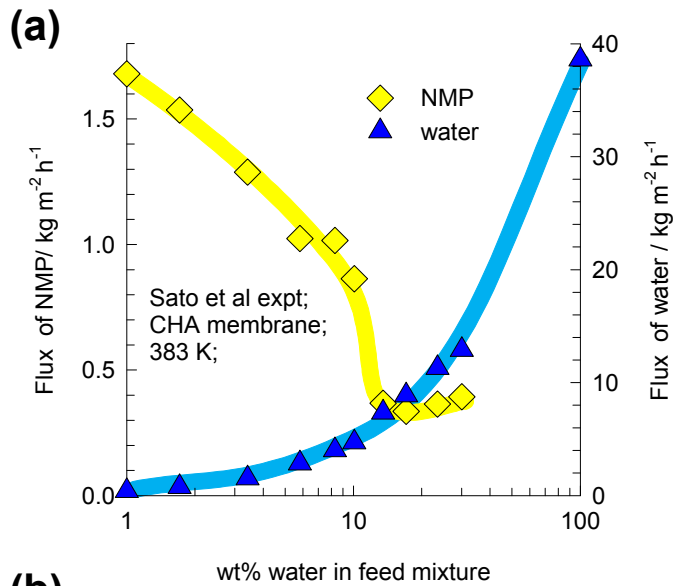 (a)
NMP
water
Sato et al expt;
CHA membrane;
383 K;
Flux of NMP/ kg m⁻² h⁻¹
0.0
0.5
1.0
1.5
Flux of water / kg m⁻² h⁻¹
0
10
20
30
40
1
10
100
wt% water in feed mixture